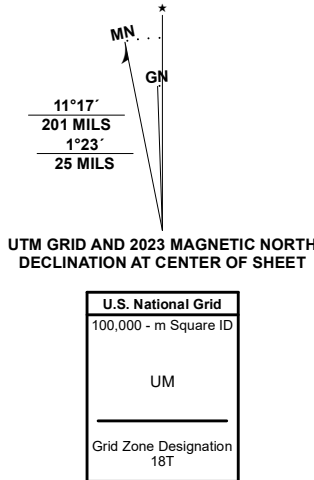 ★
MN
GN
11°17´
201 MILS
1°23´
25 MILS
UTM GRID AND 2023 MAGNETIC NORTH
DECLINATION AT CENTER OF SHEET
U.S. National Grid
100,000 - m Square ID
UM
Grid Zone Designation
18T